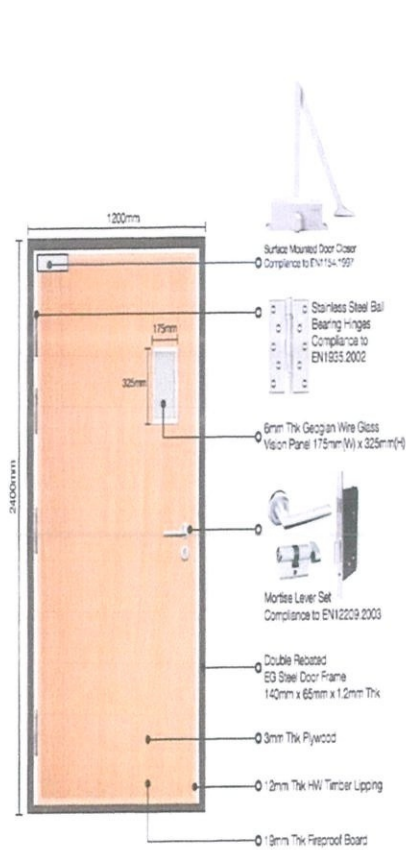 1200mm
Surface Mounted Door Closer
Compliance to EN1154:1997
Stainless Steel Ball
Bearing Hinges
Compliance to
EN1935:2002
175mm
325mm
6mm Thk Geogian Wire Glass
Vision Panel 175mm(W) x 325mm(H)
2400mm
Mortise Lever Set
Compliance to EN12209:2003
Double Rebated
EG Steel Door Frame
140mm x 65mm x 1.2mm Thk
3mm Thk Plywood
12mm Thk HW Timber Lipping
19mm Thk Fireproof Board